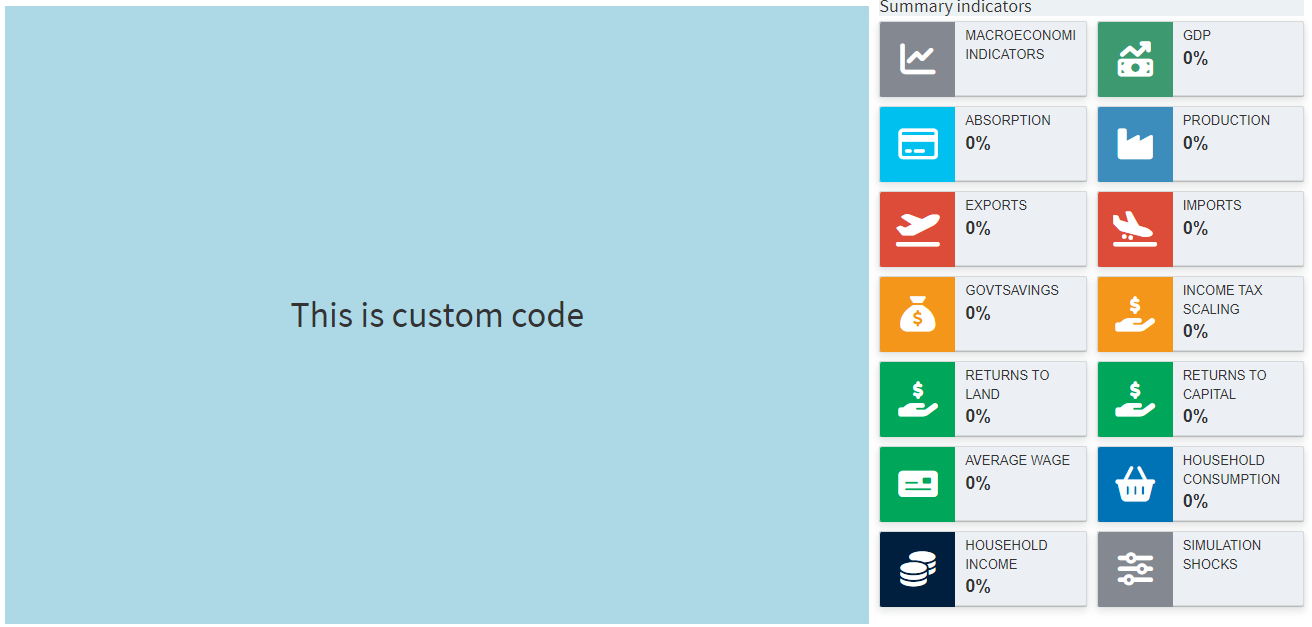 Summary indicators
MACROECONOMI
INDICATORS
GDP
0%
ABSORPTION
0%
PRODUCTION
0%
EXPORTS
0%
IMPORTS
0%
This is custom code
GOVTSAVINGS
0%
INCOME TAX
SCALING
0%
RETURNS TO
LAND
0%
RETURNS TO
CAPITAL
0%
AVERAGE WAGE
0%
HOUSEHOLD
CONSUMPTION
0%
HOUSEHOLD
INCOME
0%
SIMULATION
SHOCKS